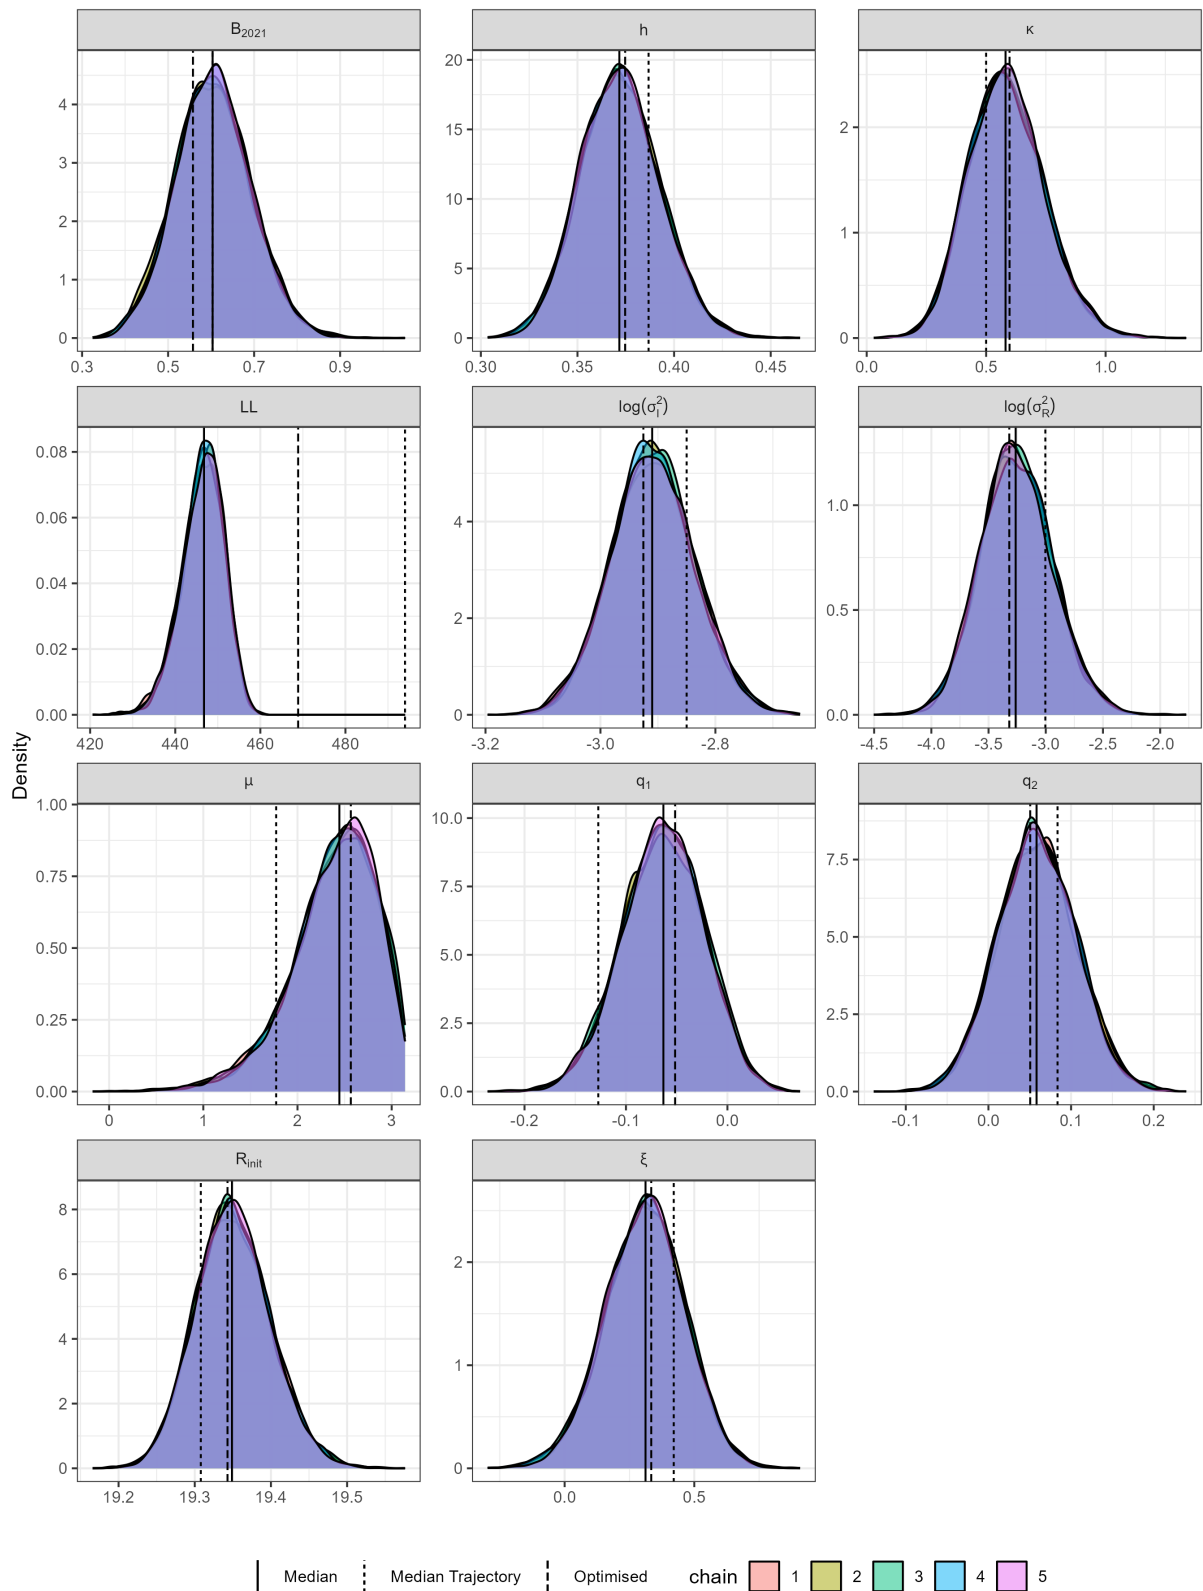 B2021 h κ
0 1 2 3 4
0.3 0.5 0.7 0.9
0 5 10 15 20
0.30 0.35 0.40 0.45
0 1 2
0.0 0.5 1.0
LL log(σ²I) log(σ²R)
0.00 0.02 0.04 0.06 0.08
420 440 460 480
0 2 4
-3.2 -3.0 -2.8
0.0 0.5 1.0
-4.5 -4.0 -3.5 -3.0 -2.5 -2.0
Density
μ q1 q2
0.00 0.25 0.50 0.75 1.00
0 1 2 3
0.0 2.5 5.0 7.5 10.0
-0.2 -0.1 0.0
0.0 2.5 5.0 7.5
-0.1 0.0 0.1 0.2
Rinit ξ
0 2 4 6 8
19.2 19.3 19.4 19.5
0 1 2
0.0 0.5
Median Median Trajectory Optimised chain 1 2 3 4 5